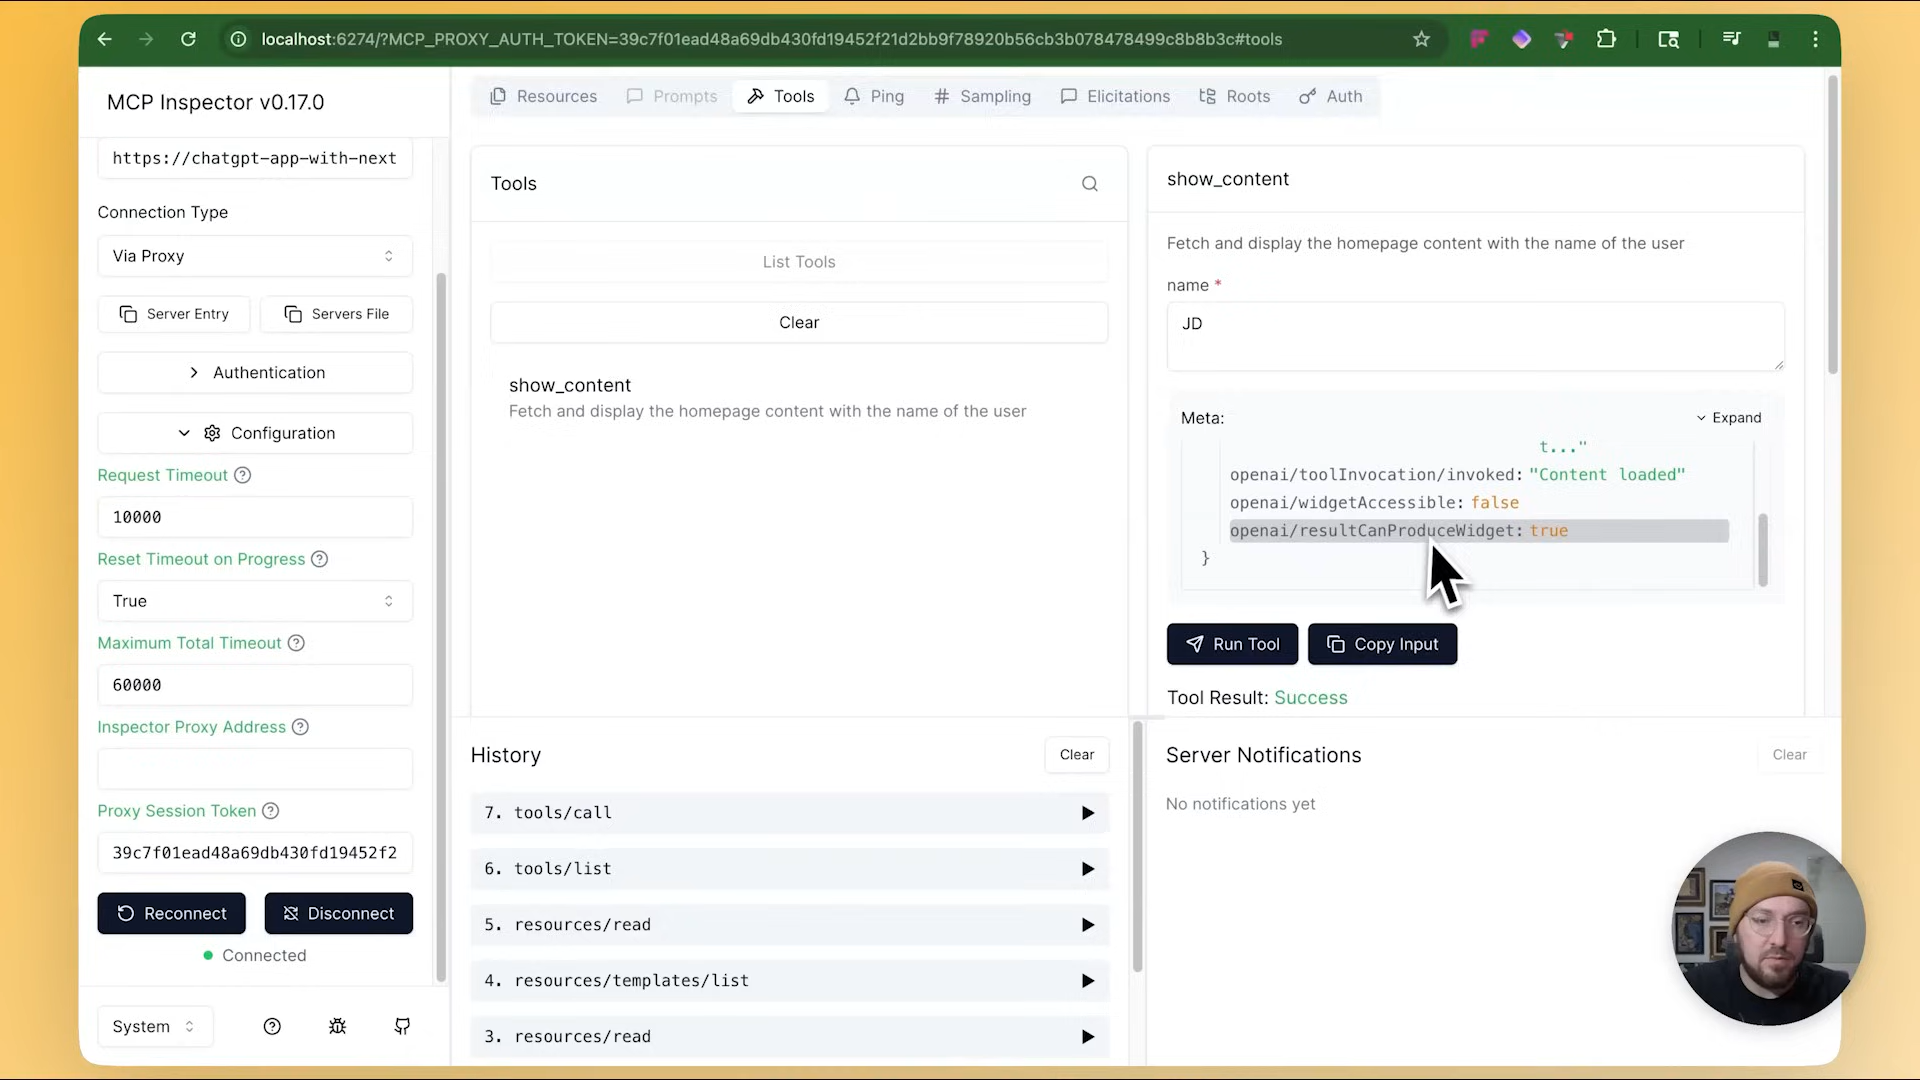 localhost:6274/?MCP_PROXY_AUTH_TOKEN=39c7f01ead48a69db430fd19452f21d2bb9f78920b56cb3b078478499c8b8b3c#tools
MCP Inspector v0.17.0
https://chatgpt-app-with-next
Connection Type
Via Proxy
Server Entry
Servers File
Authentication
Configuration
Request Timeout
10000
Reset Timeout on Progress
True
Maximum Total Timeout
60000
Inspector Proxy Address
Proxy Session Token
39c7f01ead48a69db430fd19452f2
Reconnect
Disconnect
Connected
System
Resources
Prompts
Tools
Ping
Sampling
Elicitations
Roots
Auth
Tools
List Tools
Clear
show_content
Fetch and display the homepage content with the name of the user
show_content
Fetch and display the homepage content with the name of the user
name *
JD
Meta:
Expand
t..."
openai/toolInvocation/invoked: "Content loaded"
openai/widgetAccessible: false
openai/resultCanProduceWidget: true
}
Run Tool
Copy Input
Tool Result: Success
History
Clear
7. tools/call
6. tools/list
5. resources/read
4. resources/templates/list
3. resources/read
Server Notifications
Clear
No notifications yet